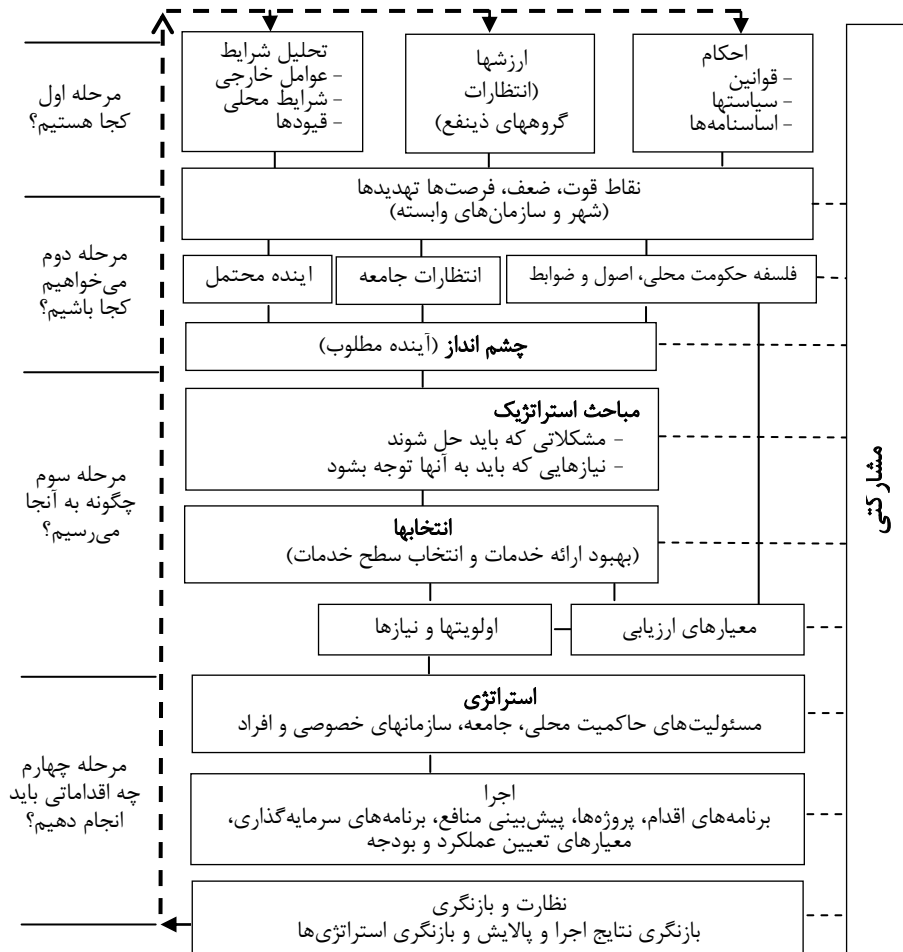 احکام
- قوانین
- سیاستها
- اساسنامه‌ها
ارزشها
(انتظارات
گروههای ذینفع)
تحلیل شرایط
- عوامل خارجی
- شرایط محلی
- قیودها
مرحله اول
کجا هستیم؟
نقاط قوت، ضعف، فرصت‌ها تهدیدها
(شهر و سازمان‌های وابسته)
مرحله دوم
می‌خواهیم
کجا باشیم؟
فلسفه حکومت محلی، اصول و ضوابط
انتظارات جامعه
اینده محتمل
چشم انداز (آینده مطلوب)
مباحث استراتژیک
- مشکلاتی که باید حل شوند
- نیازهایی که باید به آنها توجه بشود
مرحله سوم
چگونه به آنجا
می‌رسیم؟
انتخابها
(بهبود ارائه خدمات و انتخاب سطح خدمات)
معیارهای ارزیابی
اولویتها و نیازها
استراتژی
مسئولیت‌های حاکمیت محلی، جامعه، سازمانهای خصوصی و افراد
مرحله چهارم
چه اقداماتی باید
انجام دهیم؟
اجرا
برنامه‌های اقدام، پروژه‌ها، پیش‌بینی منافع، برنامه‌های سرمایه‌گذاری،
معیارهای تعیین عملکرد و بودجه
نظارت و بازنگری
بازنگری نتایج اجرا و پالایش و بازنگری استراتژی‌ها
مشارکتی